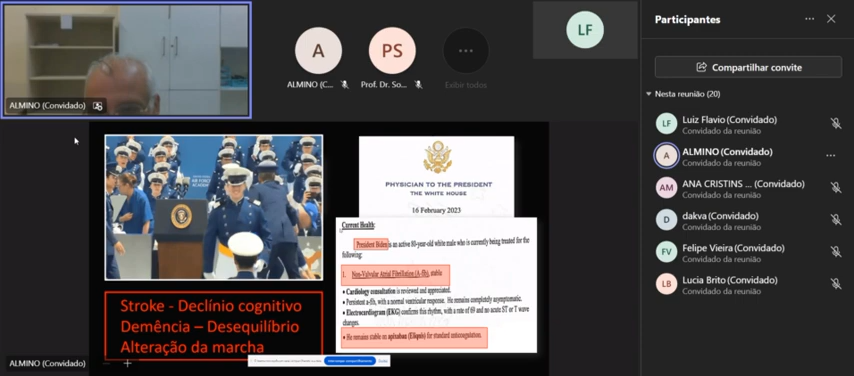 Participantes
Compartilhar convite
Nesta reunião (20)
LF
Luiz Flavio (Convidado)
Convidado da reunião
A
ALMINO (Convidado)
Convidado da reunião
AM
ANA CRISTINS ... (Convidado)
Convidado da reunião
D
dakva (Convidado)
Convidado da reunião
FV
Felipe Vieira (Convidado)
Convidado da reunião
LB
Lucia Brito (Convidado)
Convidado da reunião
ALMINO (Convidado)
A
ALMINO (C...
PS
Prof. Dr. So...
Exibir todos
LF
PHYSICIAN TO THE PRESIDENT
THE WHITE HOUSE
16 February 2023
Current Health:
President Biden is an active 80-year-old white male who is currently being treated for the
following:
1. Non-Valvular Atrial Fibrillation (A-fib), stable
• Cardiology consultation is reviewed and appreciated.
• Persistent a-fib, with a normal ventricular response. He remains completely asymptomatic.
• Electrocardiogram (EKG) confirms this rhythm, with a rate of 69 and no acute ST or T wave
changes.
• He remains stable on apixaban (Eliquis) for standard anticoagulation.
Stroke - Declínio cognitivo
Demência – Desequilíbrio
Alteração da marcha
ALMINO (Convidado)